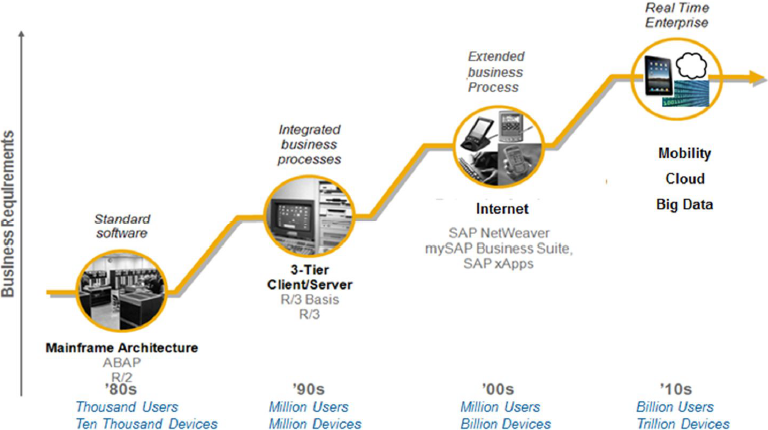 Business Requirements
Standard
software
Mainframe Architecture
ABAP
R/2
'80s
Thousand Users
Ten Thousand Devices
Integrated
business
processes
3-Tier
Client/Server
R/3 Basis
R/3
'90s
Million Users
Million Devices
Extended
business
Process
Internet
SAP NetWeaver
mySAP Business Suite,
SAP xApps
'00s
Million Users
Billion Devices
Real Time
Enterprise
Mobility
Cloud
Big Data
'10s
Billion Users
Trillion Devices